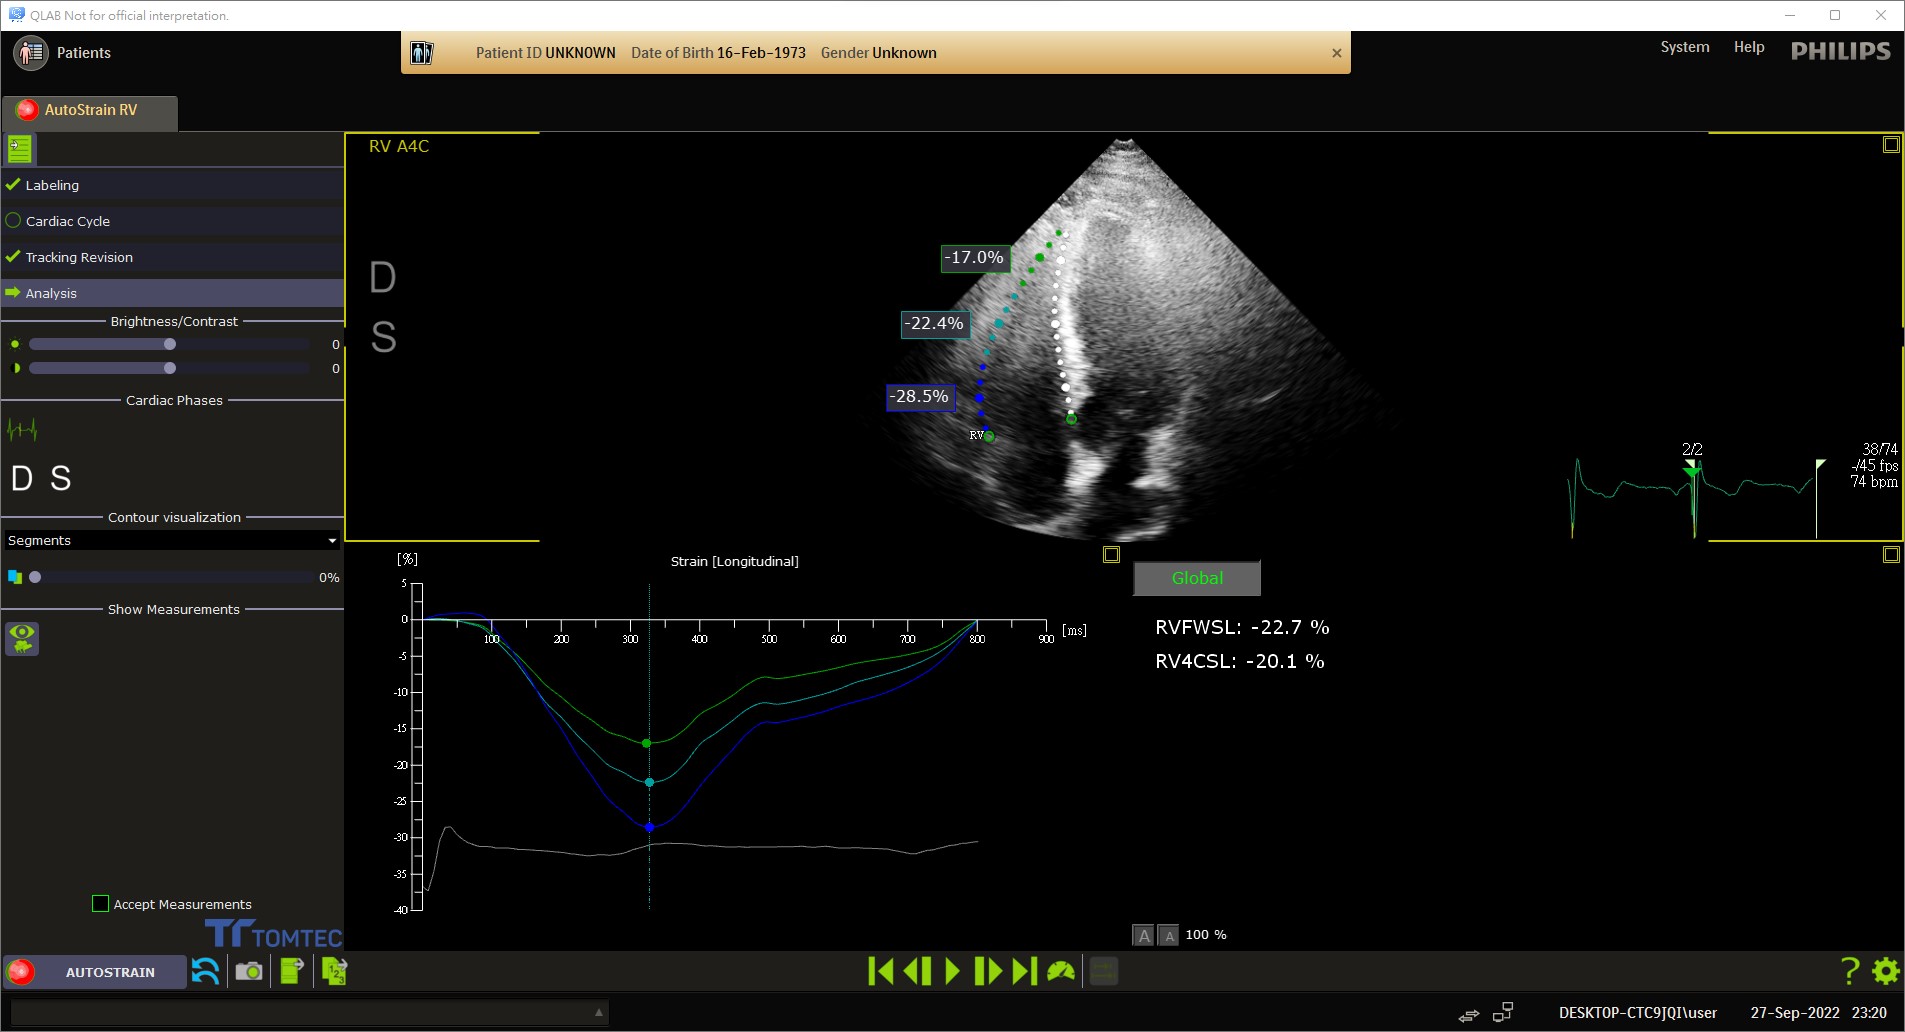 QLAB Not for official interpretation.
Patients
Patient ID UNKNOWN Date of Birth 16-Feb-1973 Gender Unknown
System Help PHILIPS
AutoStrain RV
Labeling
Cardiac Cycle
Tracking Revision
Analysis
Brightness/Contrast
0
0
Cardiac Phases
D S
Contour visualization
Segments
0%
Show Measurements
Accept Measurements
TOMTEC
RV A4C
D
S
-17.0%
-22.4%
-28.5%
RV
2/2
38/74
-/45 fps
74 bpm
[%]
Strain [Longitudinal]
5
0
-5
-10
-15
-20
-25
-30
-35
-40
100 200 300 400 500 600 700 800 900 [ms]
Global
RVFWSL: -22.7 %
RV4CSL: -20.1 %
A A 100 %
AUTOSTRAIN
1 2 3
?
DESKTOP-CTC9JQI\user 27-Sep-2022 23:20